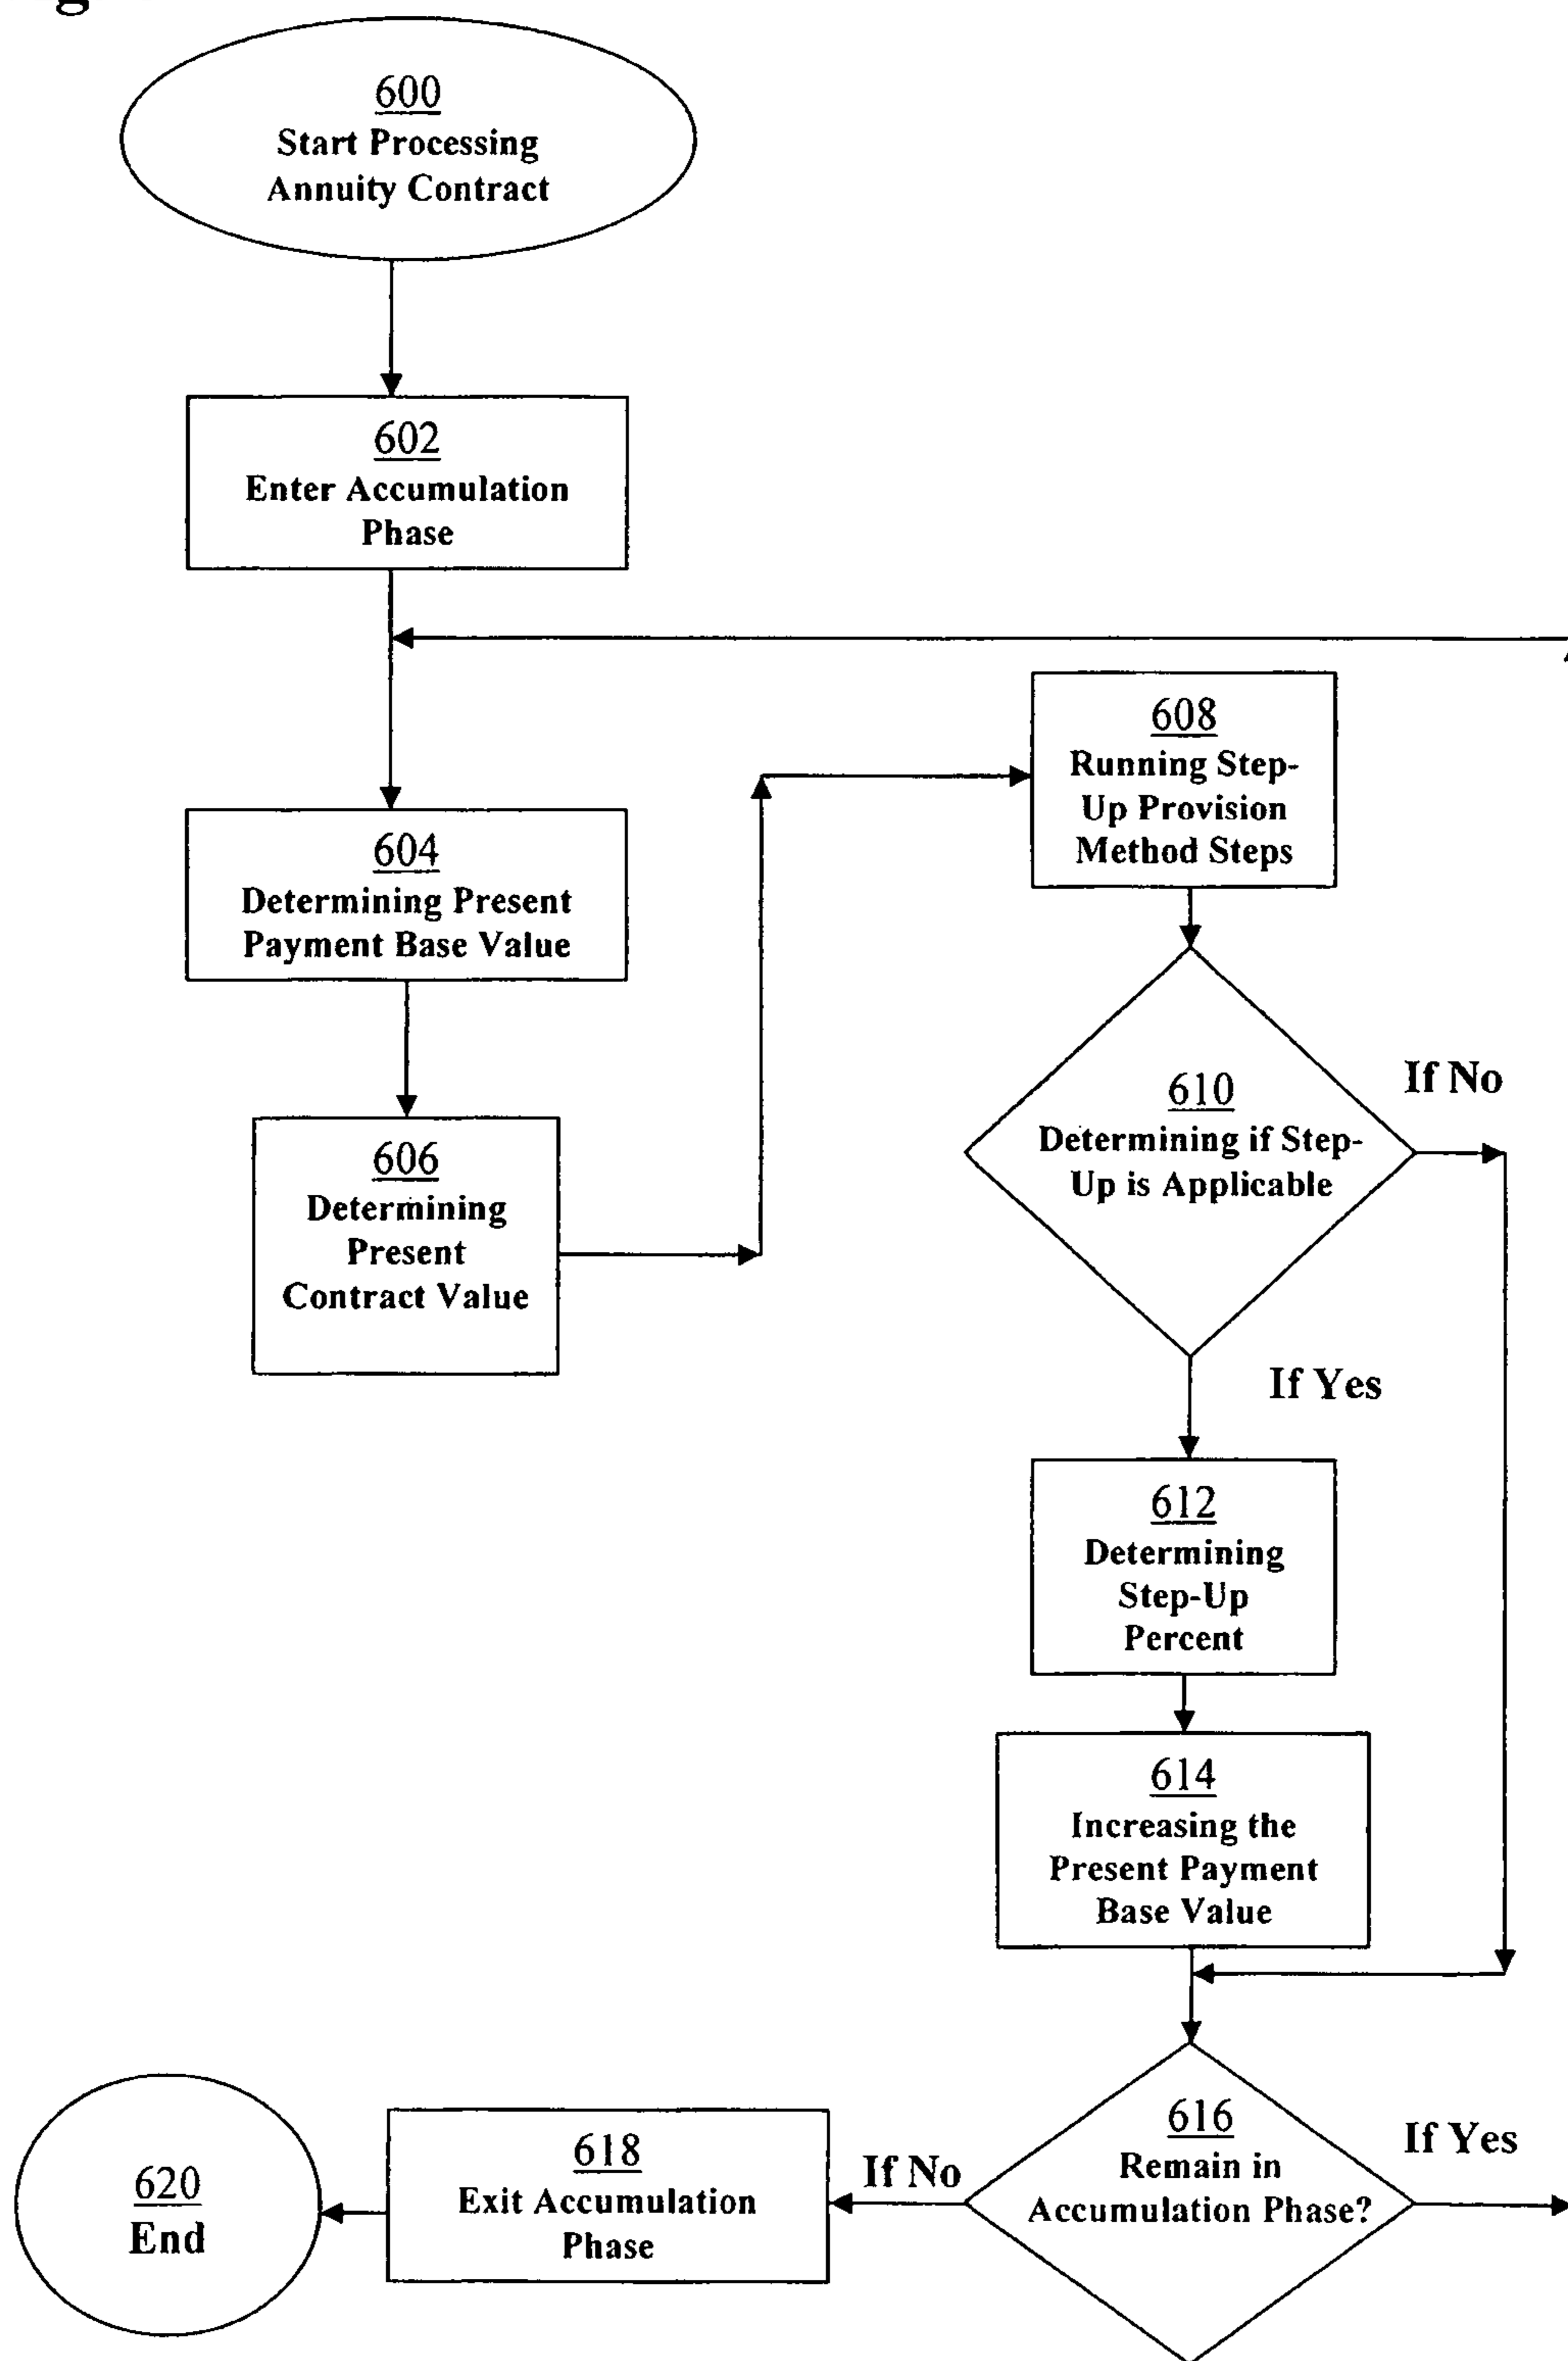 600
Start Processing
Annuity Contract
602
Enter Accumulation
Phase
604
Determining Present
Payment Base Value
606
Determining
Present
Contract Value
608
Running Step-
Up Provision
Method Steps
610
Determining if Step-
Up is Applicable
If No
If Yes
612
Determining
Step-Up
Percent
614
Increasing the
Present Payment
Base Value
616
Remain in
Accumulation Phase?
If Yes
If No
618
Exit Accumulation
Phase
620
End